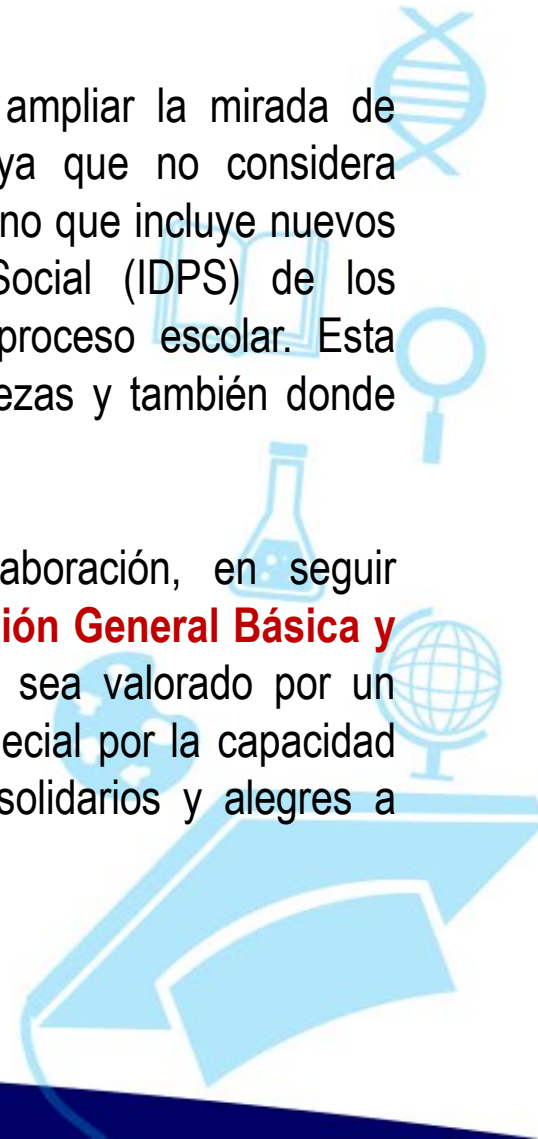 ampliar la mirada de
ya que no considera
no que incluye nuevos
Social (IDPS) de los
proceso escolar. Esta
ezas y también donde
aboración, en seguir
ión General Básica y
sea valorado por un
ecial por la capacidad
solidarios y alegres a